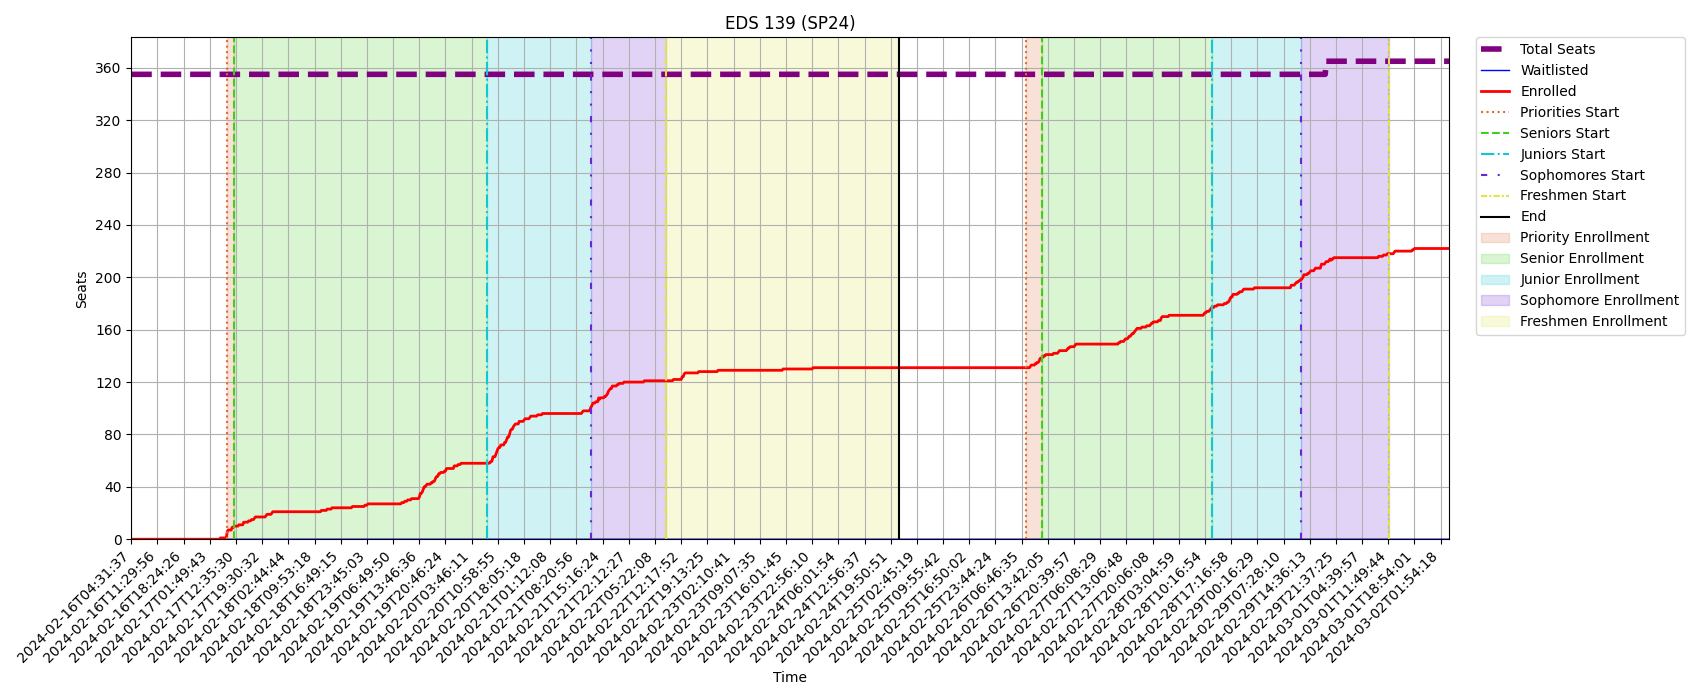 EDS 139 (SP24)
Seats
360
320
280
240
200
160
120
80
40
0
2024-02-16T04:31:37
2024-02-16T11:29:56
2024-02-16T18:24:26
2024-02-17T01:49:43
2024-02-17T12:35:30
2024-02-17T19:30:32
2024-02-18T02:44:44
2024-02-18T09:53:18
2024-02-18T16:49:15
2024-02-18T23:45:03
2024-02-19T06:49:50
2024-02-19T13:46:36
2024-02-19T20:46:24
2024-02-20T03:46:11
2024-02-20T10:58:55
2024-02-20T18:05:18
2024-02-21T01:12:08
2024-02-21T08:20:56
2024-02-21T15:16:24
2024-02-21T22:12:27
2024-02-22T05:22:08
2024-02-22T12:17:52
2024-02-22T19:13:25
2024-02-23T02:10:41
2024-02-23T09:07:35
2024-02-23T16:01:45
2024-02-23T22:56:10
2024-02-24T06:01:54
2024-02-24T12:56:37
2024-02-24T19:50:51
2024-02-25T02:45:19
2024-02-25T09:55:42
2024-02-25T16:50:02
2024-02-25T23:44:24
2024-02-26T06:46:35
2024-02-26T13:42:05
2024-02-26T20:39:57
2024-02-27T06:08:29
2024-02-27T13:06:48
2024-02-27T20:06:08
2024-02-28T03:04:59
2024-02-28T10:16:54
2024-02-28T17:16:58
2024-02-29T00:16:29
2024-02-29T07:28:10
2024-02-29T14:36:13
2024-02-29T21:37:25
2024-03-01T04:39:57
2024-03-01T11:49:44
2024-03-01T18:54:01
2024-03-02T01:54:18
Time
Total Seats
Waitlisted
Enrolled
Priorities Start
Seniors Start
Juniors Start
Sophomores Start
Freshmen Start
End
Priority Enrollment
Senior Enrollment
Junior Enrollment
Sophomore Enrollment
Freshmen Enrollment